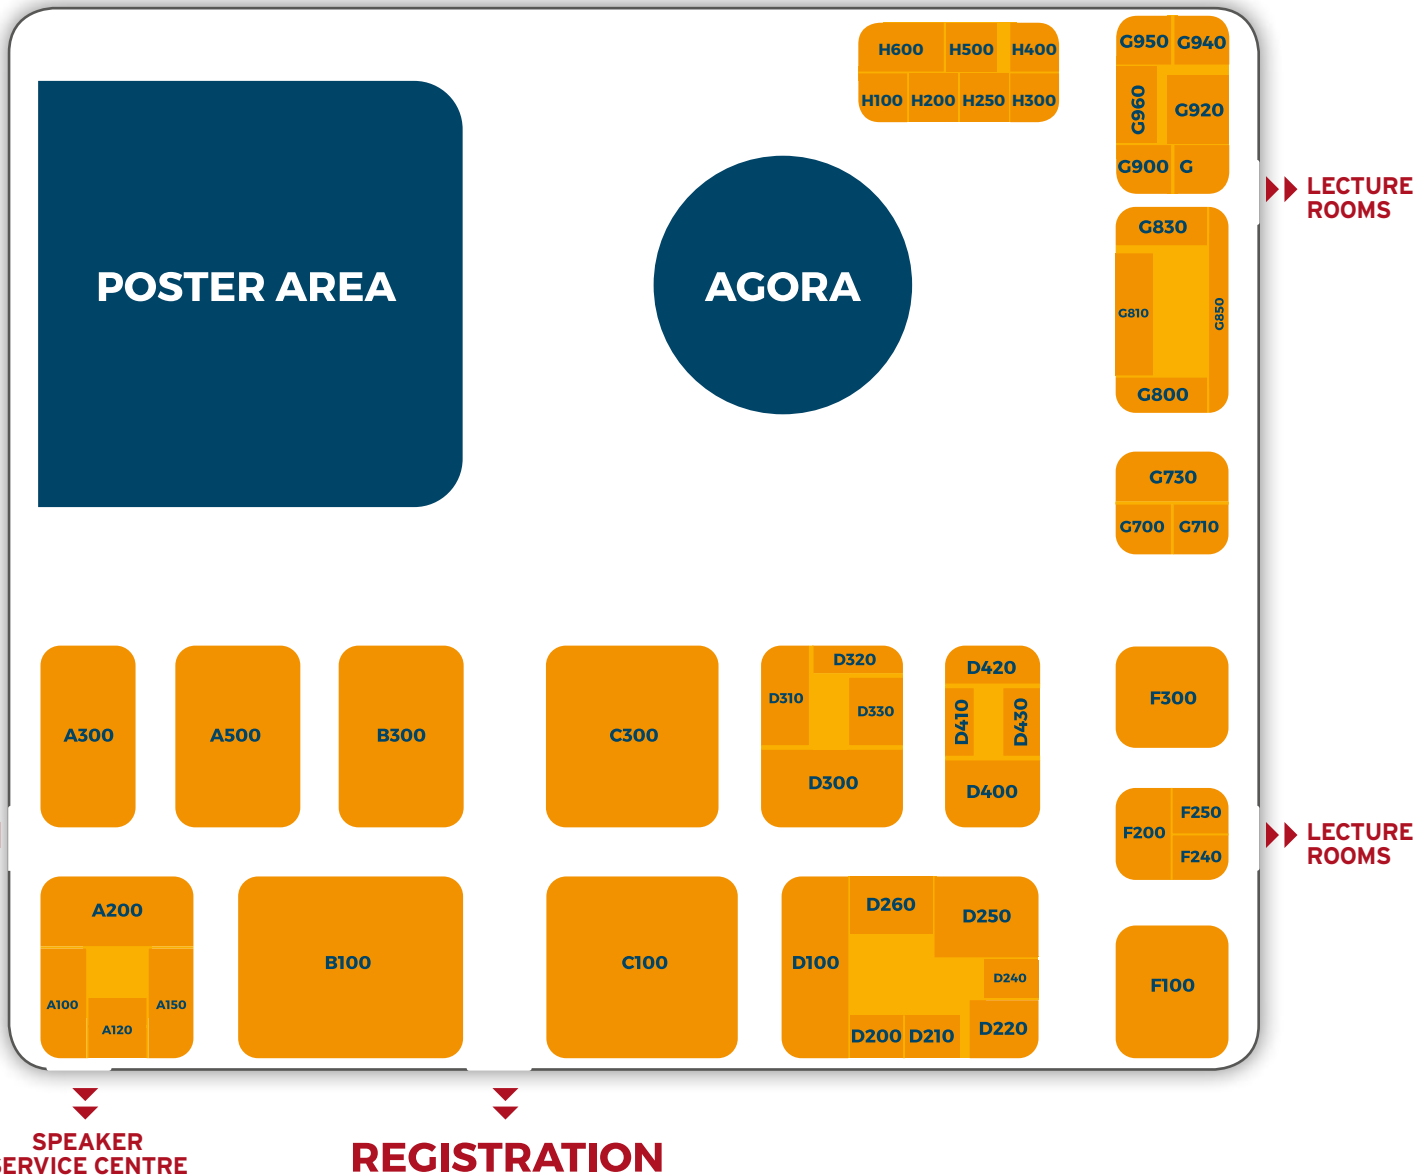 H600 H500 H400
H100 H200 H250 H300
G950 G940
G960
G920
G900 G
LECTURE
ROOMS
G830
G810
G850
G800
POSTER AREA
AGORA
G730
G700 G710
A300
A500
B300
C300
D320
D310
D330
D300
D420
D410
D430
D400
F300
F250
F200
F240
LECTURE
ROOMS
A200
A100
A120
A150
B100
C100
D260
D250
D100
D240
D200 D210
D220
F100
SPEAKER
SERVICE CENTRE
REGISTRATION